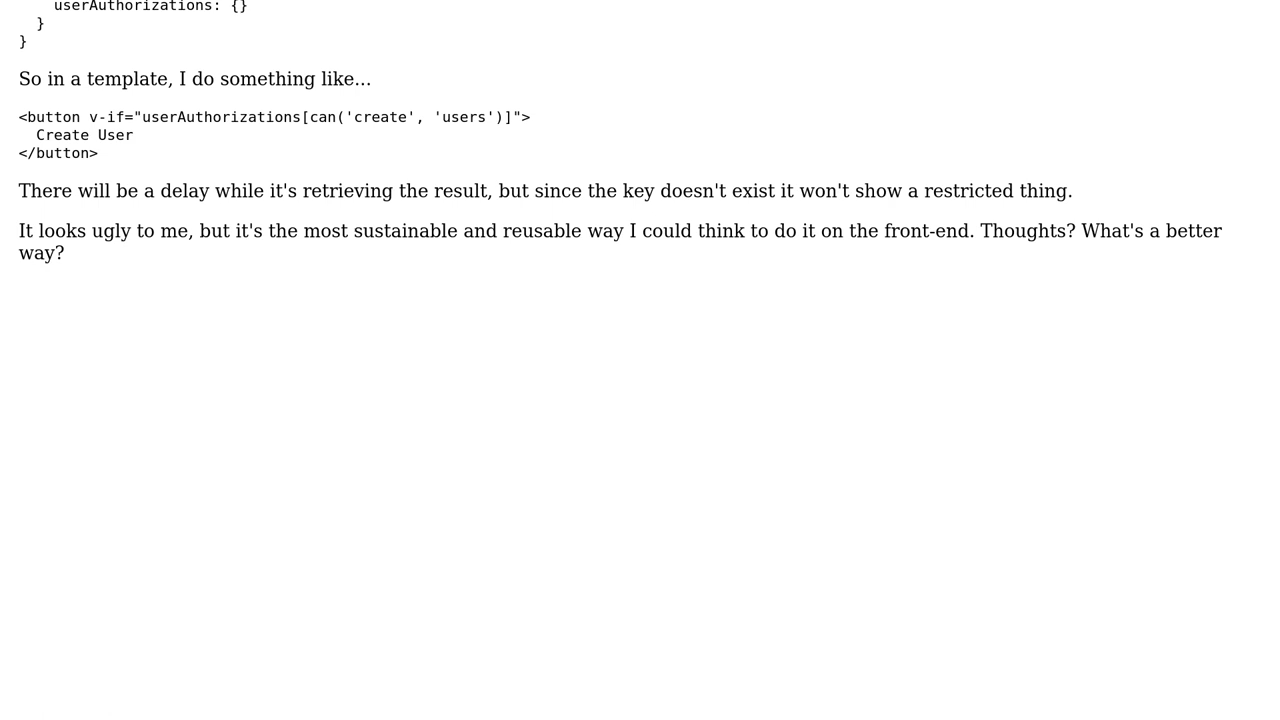 userAuthorizations: {}
  }
}
So in a template, I do something like...
<button v-if="userAuthorizations[can('create', 'users')]">
  Create User
</button>
There will be a delay while it's retrieving the result, but since the key doesn't exist it won't show a restricted thing.
It looks ugly to me, but it's the most sustainable and reusable way I could think to do it on the front-end. Thoughts? What's a better
way?